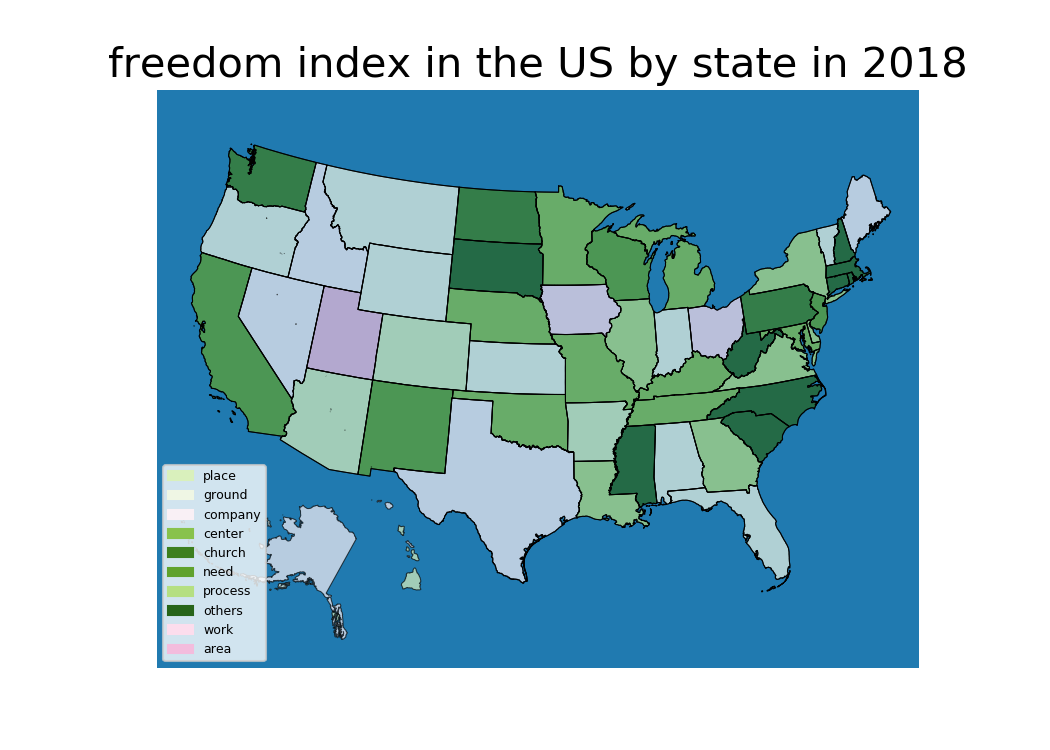 freedom index in the US by state in 2018
place
ground
company
center
church
need
process
others
work
area